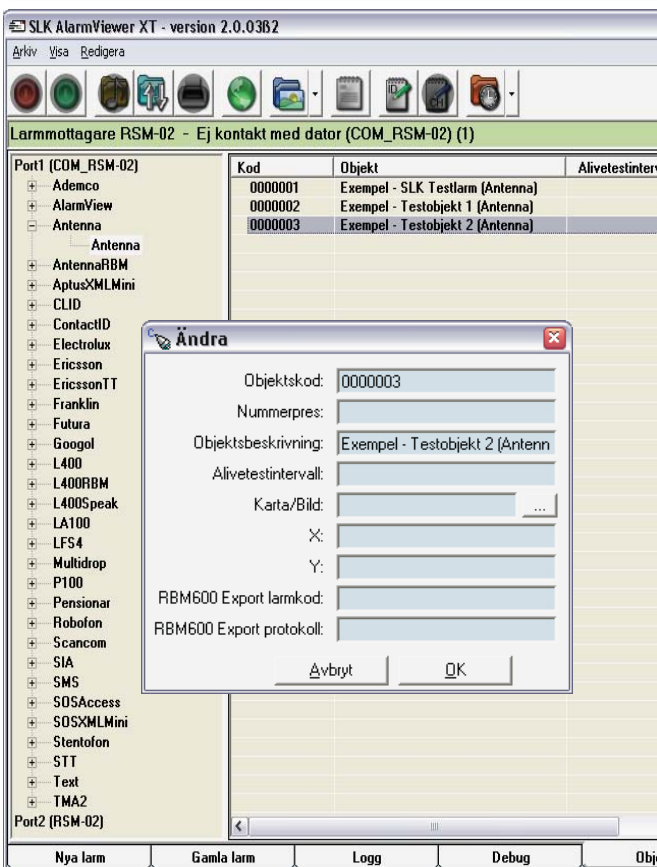 SLK AlarmViewer XT - version 2.0.03B2
Arkiv Visa Redigera
Larmmottagare RSM-02 - Ej kontakt med dator (COM_RSM-02) (1)
Port1 (COM_RSM-02)
Ademco
AlarmView
Antenna
Antenna
AntennaRBM
AptusXMLMini
CLID
ContactID
Electrolux
Ericsson
EricssonTT
Franklin
Futura
Googol
L400
L400RBM
L400Speak
LA100
LFS4
Multidrop
P100
Pensionar
Robofon
Scancom
SIA
SMS
SOSAccess
SOSXMLMini
Stentofon
STT
Text
TMA2
Port2 (RSM-02)
Kod Objekt Alivetestinterv
0000001 Exempel - SLK Testlarm (Antenna)
0000002 Exempel - Testobjekt 1 (Antenna)
0000003 Exempel - Testobjekt 2 (Antenna)
Ändra
Objektskod: 0000003
Nummerpres:
Objektsbeskrivning: Exempel - Testobjekt 2 (Antenn
Alivetestintervall:
Karta/Bild: ...
X:
Y:
RBM600 Export larmkod:
RBM600 Export protokoll:
Avbryt OK
Nya larm Gamla larm Logg Debug Obj